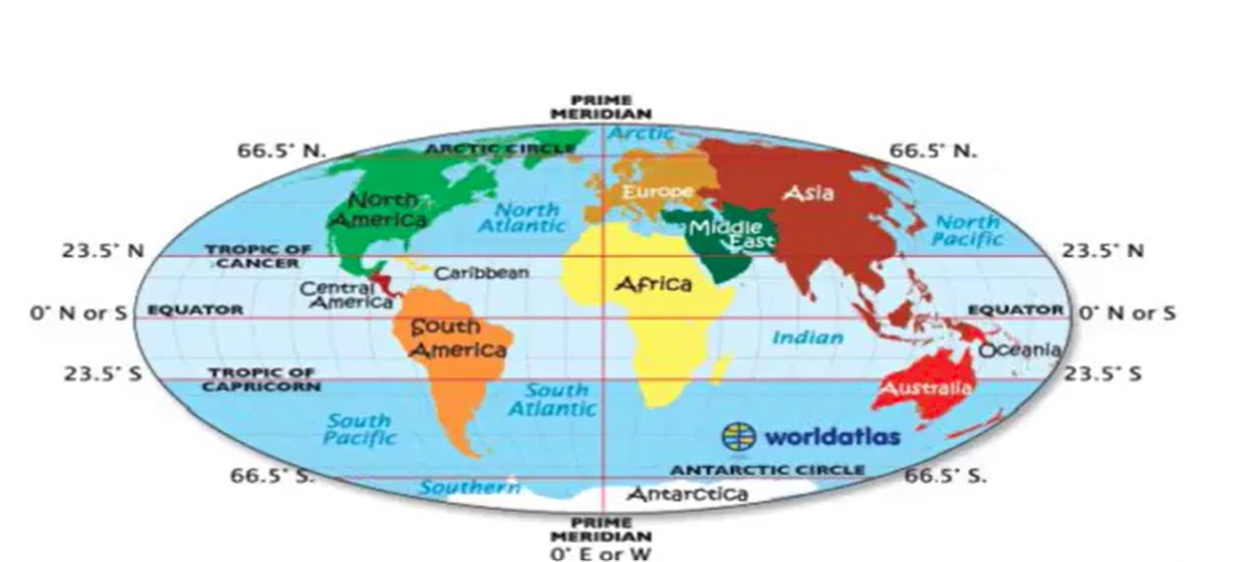 PRIME
MERIDIAN
Arctic
66.5° N.
ARCTIC CIRCLE
66.5° N.
North
America
North
Atlantic
Europe
Asia
Middle
East
North
Pacific
23.5° N
TROPIC OF
CANCER
23.5° N
Caribbean
Central
America
Africa
0° N or S
EQUATOR
EQUATOR
0° N or S
South
America
Indian
Oceania
23.5° S
TROPIC OF
CAPRICORN
23.5° S
Australia
South
Atlantic
South
Pacific
worldatlas
66.5° S.
ANTARCTIC CIRCLE
66.5° S.
Southern
Antarctica
PRIME
MERIDIAN
0° E or W